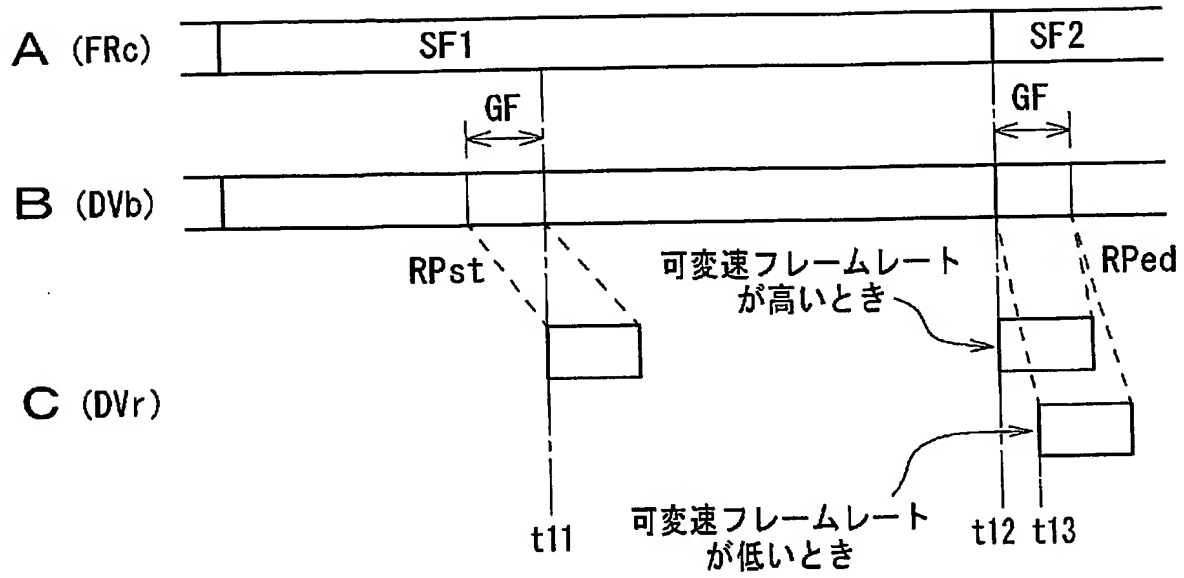 A (FRc)
SF1
SF2
GF
GF
B (DVb)
RPst
可変速フレームレート
が高いとき
RPed
C (DVr)
可変速フレームレート
が低いとき
t11
t12
t13